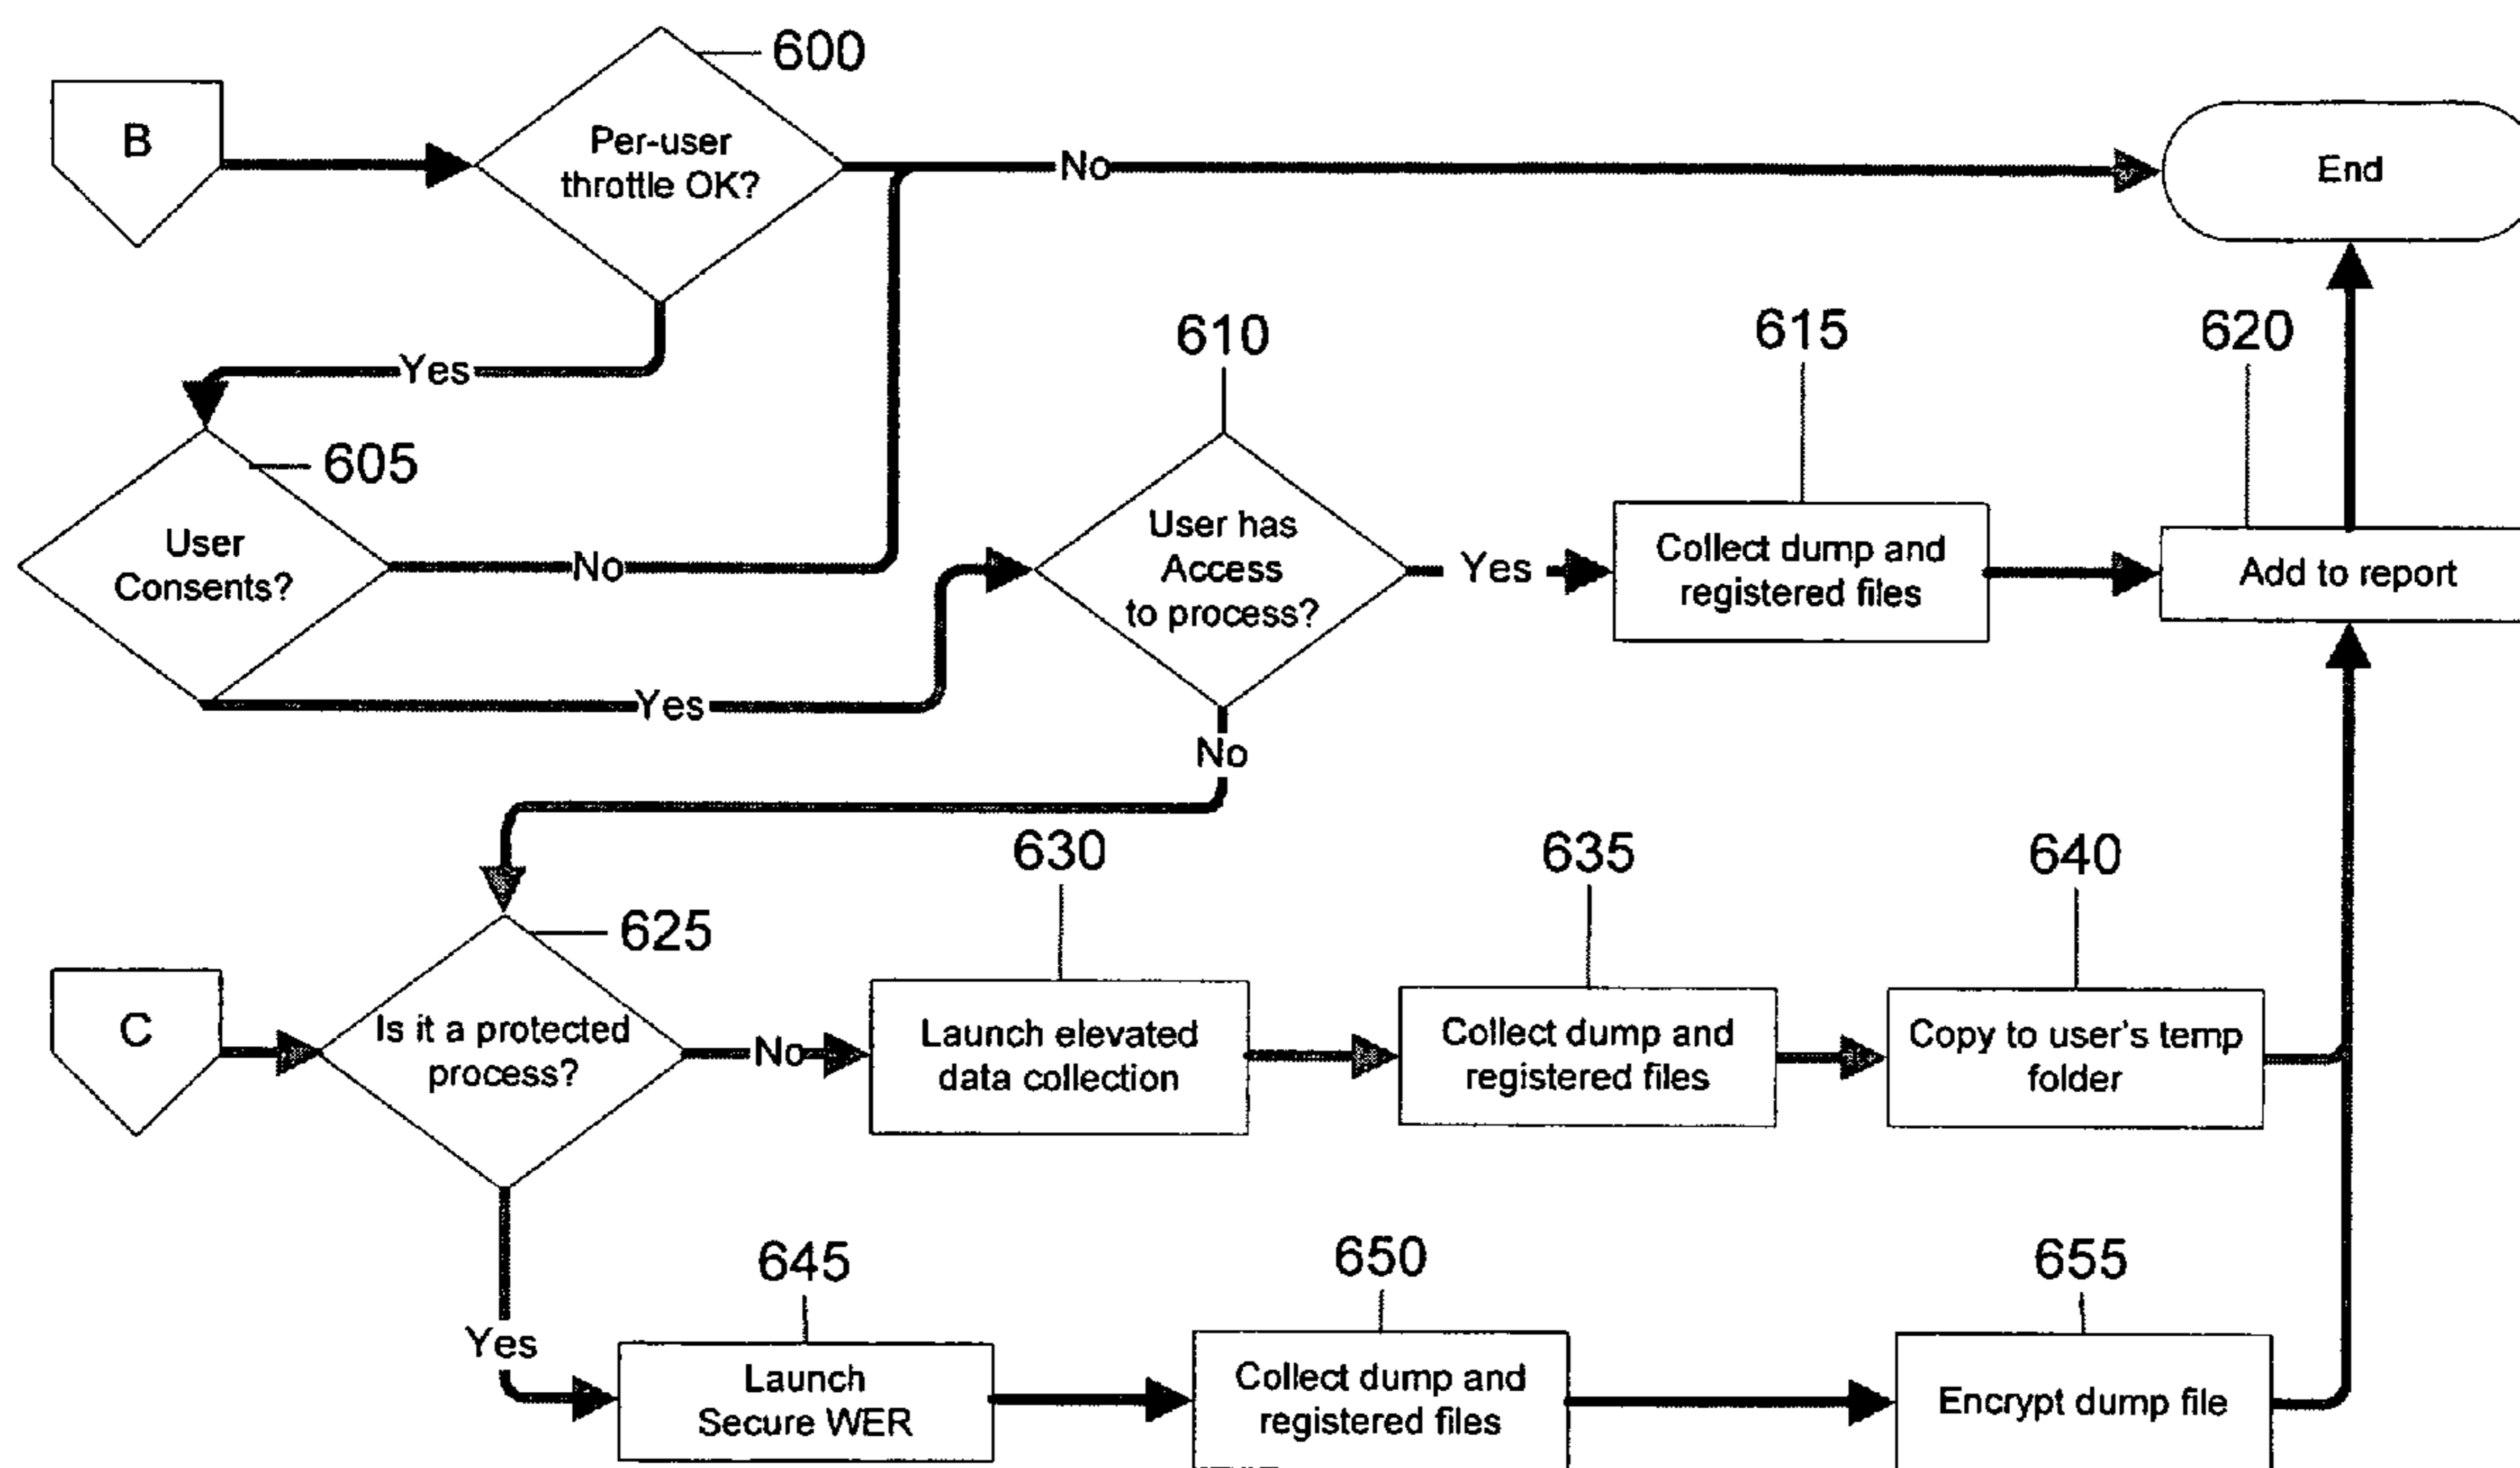 600
B
Per-user
throttle OK?
No
End
Yes
610
615
620
605
User
Consents?
No
User has
Access
to process?
Yes
Collect dump and
registered files
Add to report
Yes
No
630
635
640
625
C
Is it a protected
process?
No
Launch elevated
data collection
Collect dump and
registered files
Copy to user's temp
folder
645
650
655
Yes
Launch
Secure WER
Collect dump and
registered files
Encrypt dump file